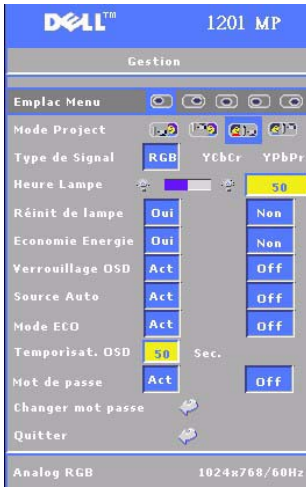 DELL™ 1201 MP
Gestion
Emplac Menu
Mode Project
Type de Signal RGB YCbCr YPbPr
Heure Lampe 50
Réinit de lampe Oui Non
Economie Energie Oui Non
Verrouillage OSD Act Off
Source Auto Act Off
Mode ECO Act Off
Temporisat. OSD 50 Sec.
Mot de passe Act Off
Changer mot passe
Quitter
Analog RGB 1024x768/60Hz